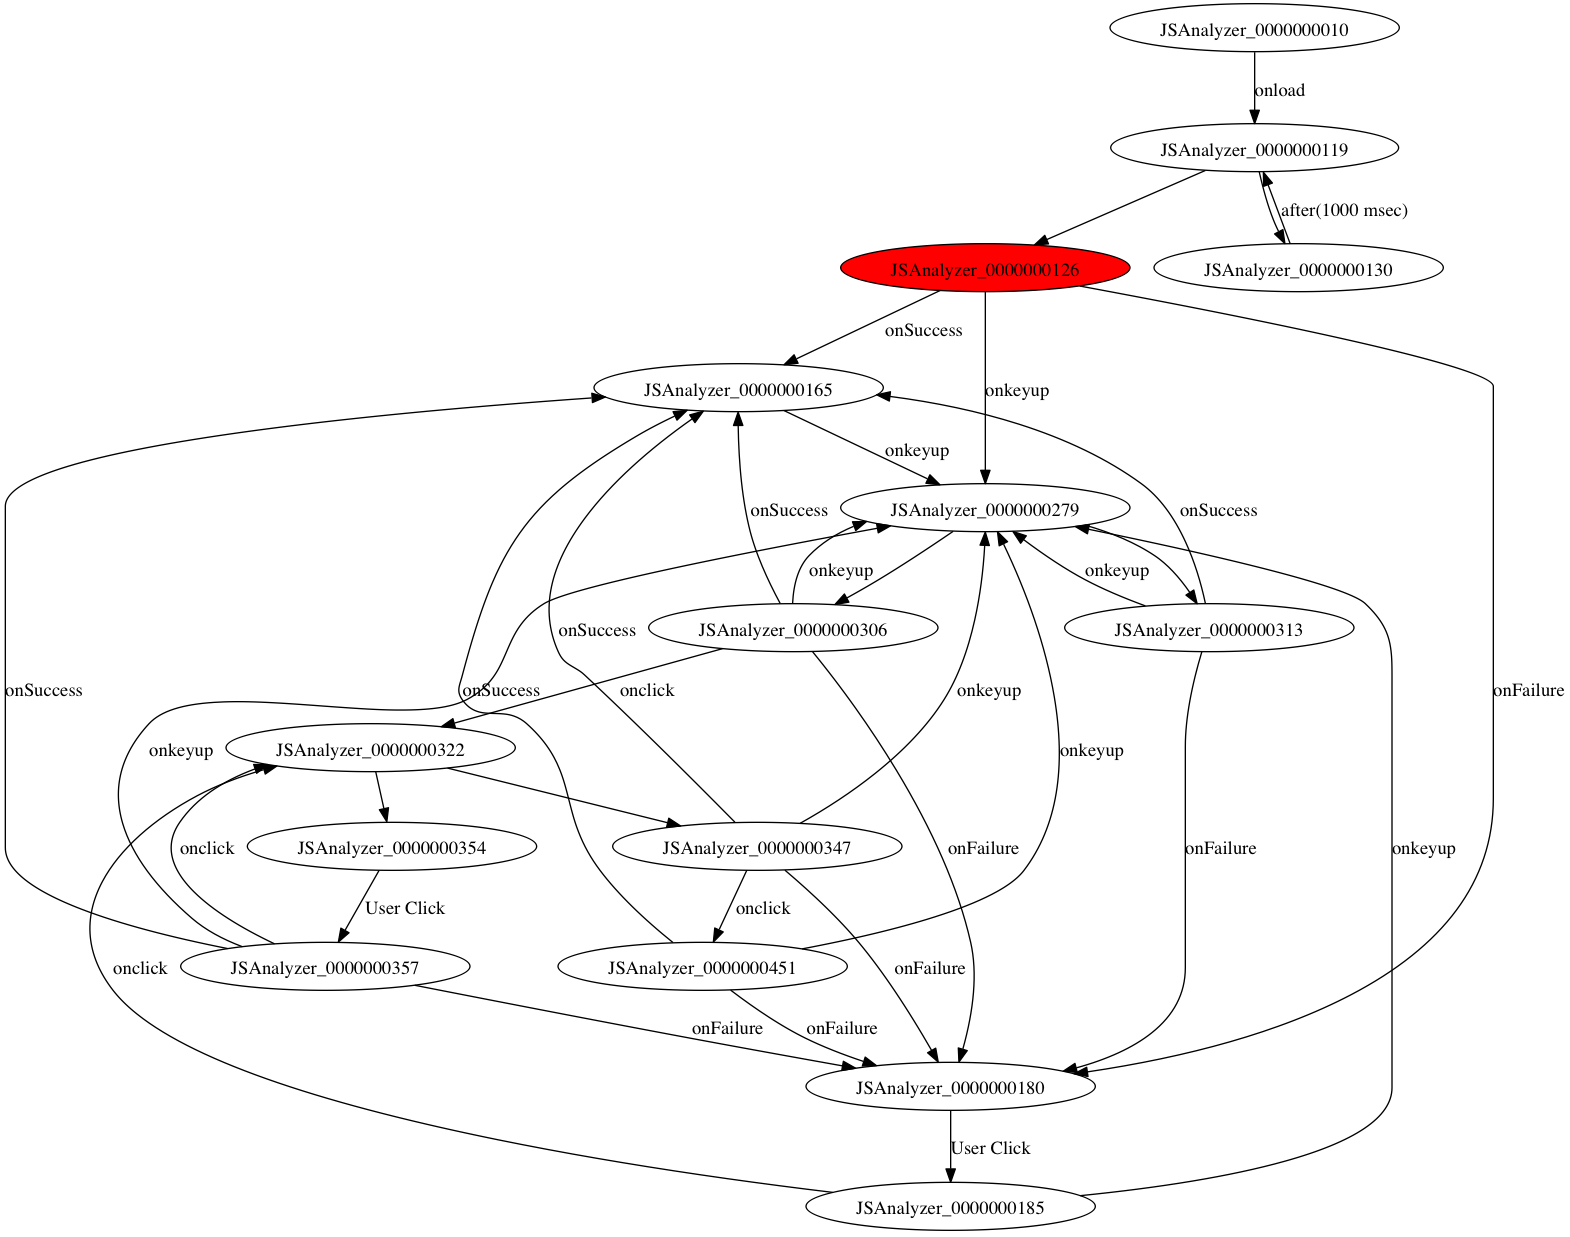 JSAnalyzer_0000000010
onload
JSAnalyzer_0000000119
after(1000 msec)
JSAnalyzer_0000000126
JSAnalyzer_0000000130
onSuccess
JSAnalyzer_0000000165
onkeyup
onkeyup
JSAnalyzer_0000000279
onSuccess
onSuccess
onkeyup
onkeyup
onSuccess
JSAnalyzer_0000000306
JSAnalyzer_0000000313
onSuccess
onSuccess
onclick
onkeyup
onFailure
JSAnalyzer_0000000322
onkeyup
onkeyup
onclick
JSAnalyzer_0000000354
JSAnalyzer_0000000347
onFailure
onFailure
onkeyup
User Click
onclick
onclick
JSAnalyzer_0000000357
JSAnalyzer_0000000451
onFailure
onFailure
onFailure
JSAnalyzer_0000000180
User Click
JSAnalyzer_0000000185